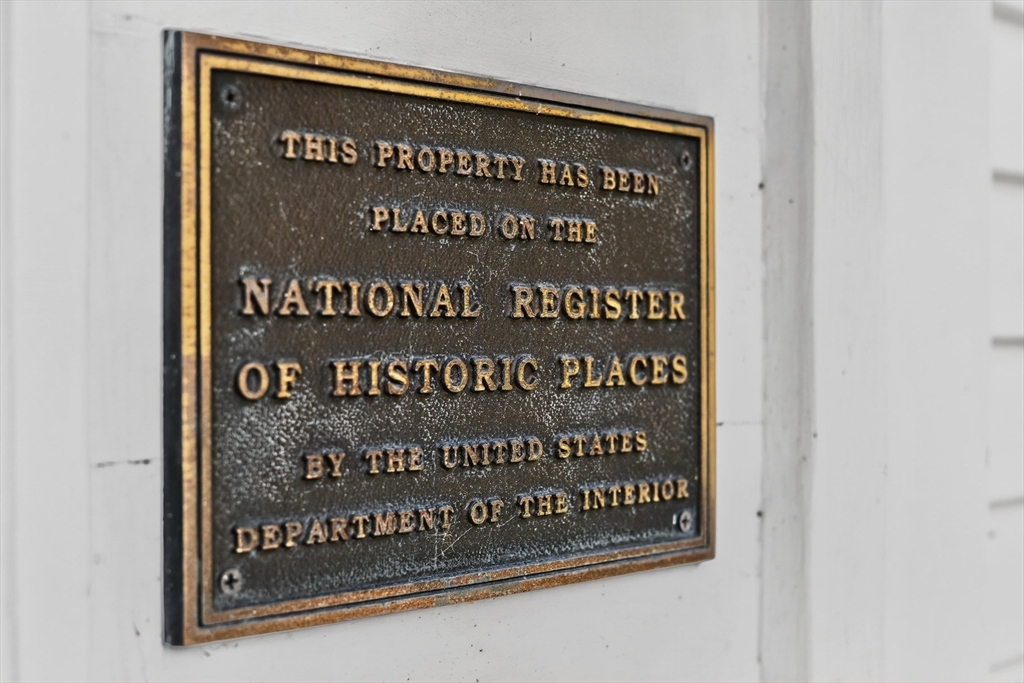 THIS PROPERTY HAS BEEN
PLACED ON THE
NATIONAL REGISTER
OF HISTORIC PLACES
BY THE UNITED STATES
DEPARTMENT OF THE INTERIOR